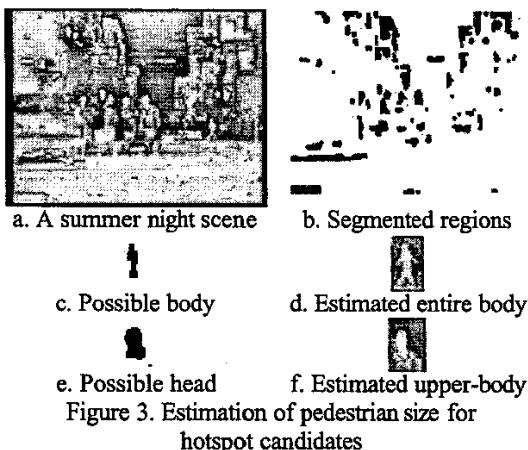 a. A summer night scene
b. Segmented regions
c. Possible body
d. Estimated entire body
e. Possible head
f. Estimated upper-body
Figure 3. Estimation of pedestrian size for
hotspot candidates